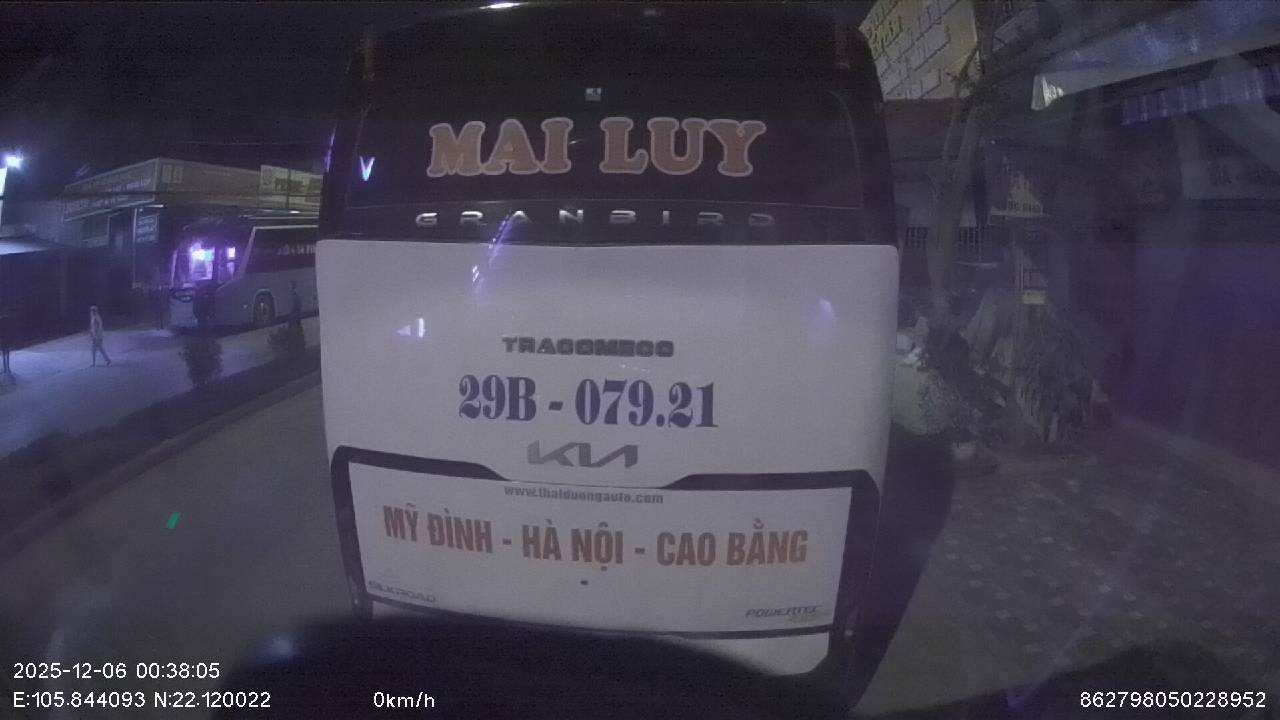 MAI LUY
GRANBIRD
TRACOMECO
29B - 079.21
KIA
www.thaiduongauto.com
MỸ ĐÌNH - HÀ NỘI - CAO BẰNG
SILKROAD
POWERTEC
2025-12-06 00:38:05
E:105.844093 N:22.120022
0km/h
862798050228952